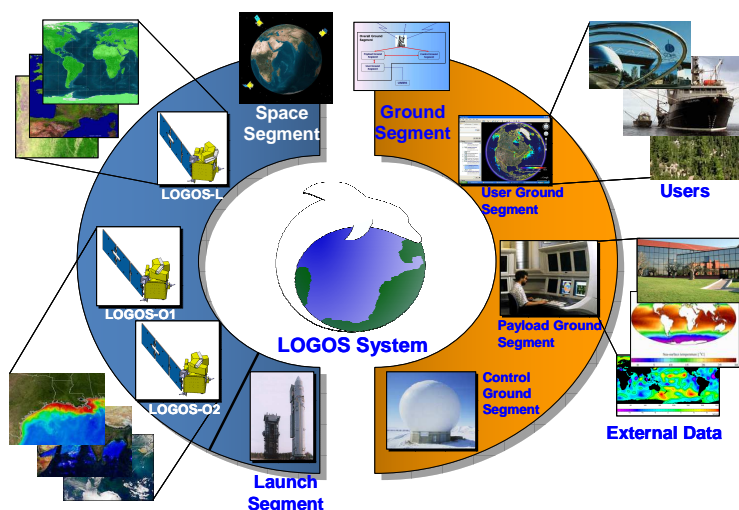 Space
Segment
Ground
Segment
LOGOS-L
User Ground
Segment
Users
LOGOS-O1
Payload Ground
Segment
LOGOS System
LOGOS-O2
Control
Ground
Segment
External Data
Launch
Segment